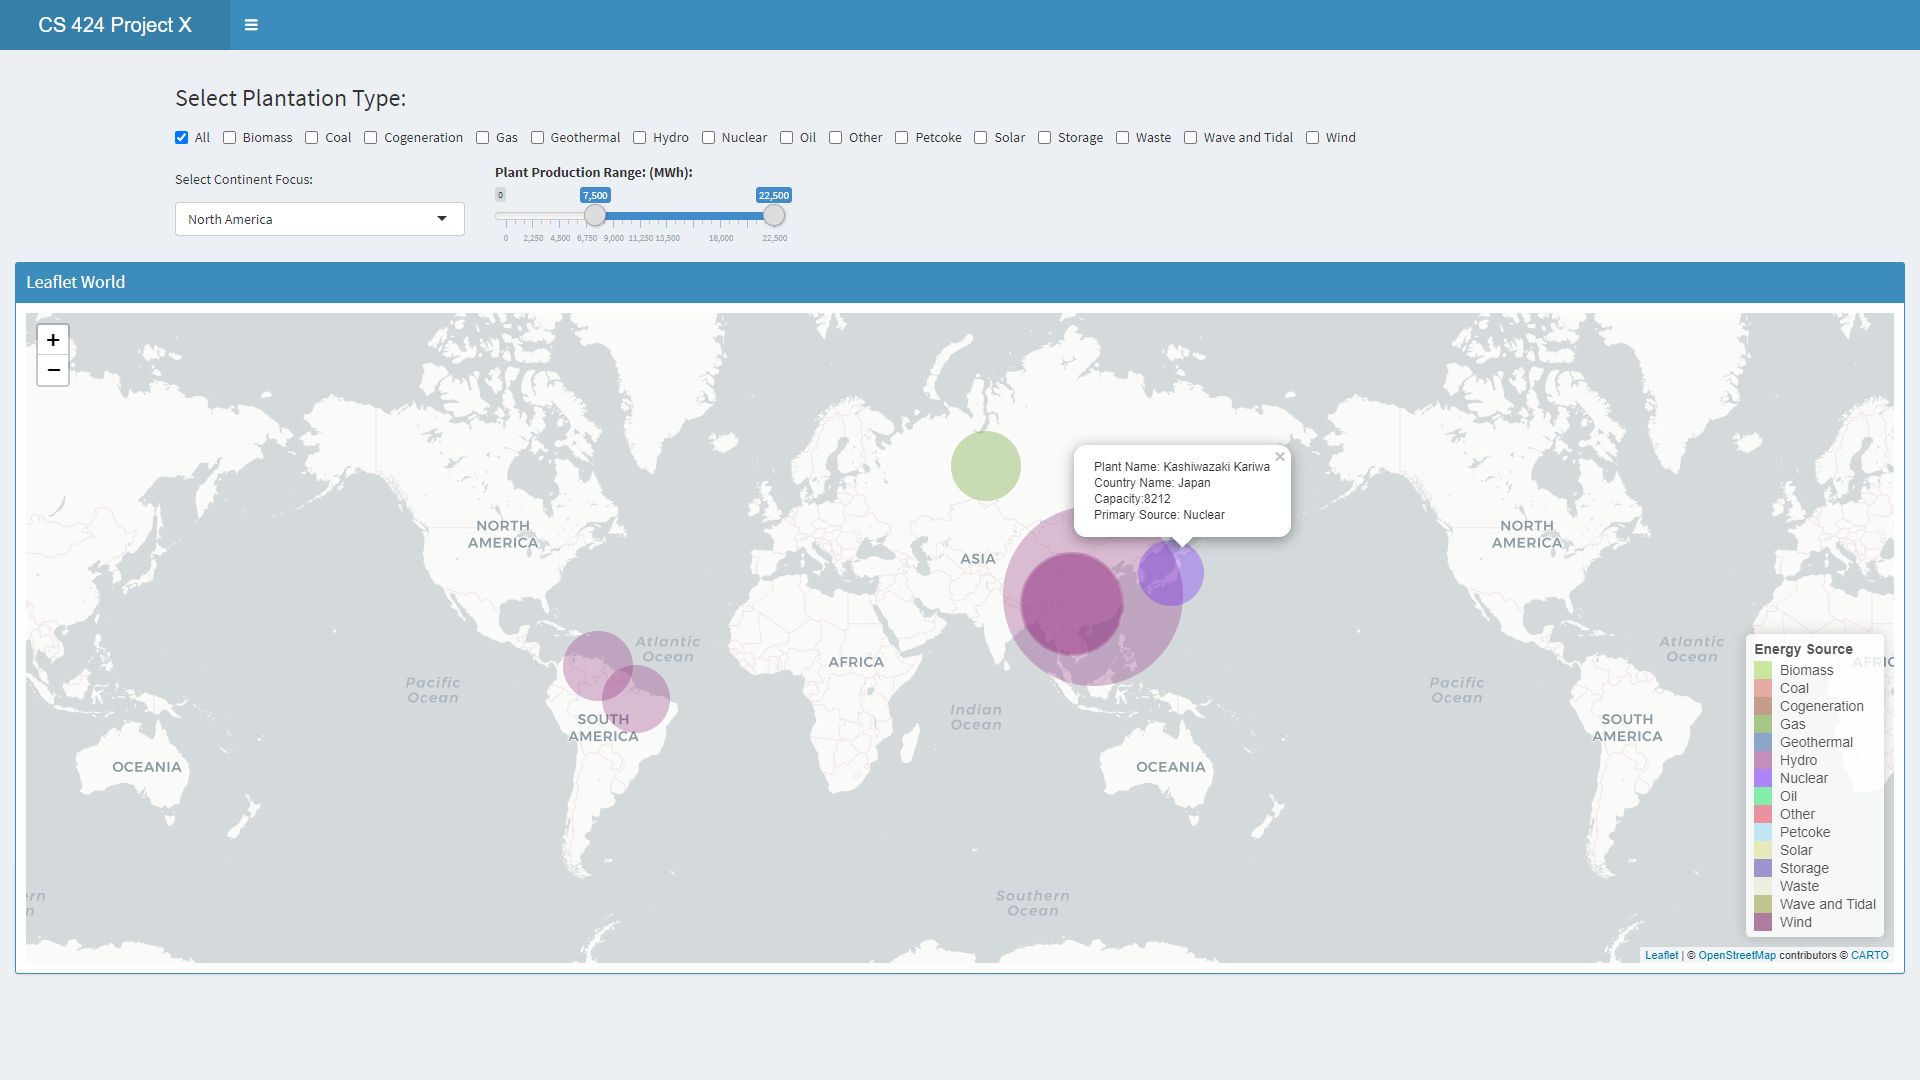 CS 424 Project X
Select Plantation Type:
All Biomass Coal Cogeneration Gas Geothermal Hydro Nuclear Oil Other Petcoke Solar Storage Waste Wave and Tidal Wind
Select Continent Focus:
North America
Plant Production Range: (MWh):
0 7,500 22,500
0 2,250 4,500 6,750 9,000 11,250 13,500 18,000 22,500
Leaflet World
+
−
Plant Name: Kashiwazaki Kariwa
×
Country Name: Japan
Capacity:8212
Primary Source: Nuclear
NORTH
AMERICA
ASIA
NORTH
AMERICA
Atlantic
Ocean
AFRICA
Atlantic
Ocean
Pacific
Ocean
Indian
Ocean
Pacific
Ocean
SOUTH
AMERICA
SOUTH
AMERICA
OCEANIA
OCEANIA
Southern
Ocean
Energy Source
Biomass
Coal
Cogeneration
Gas
Geothermal
Hydro
Nuclear
Oil
Other
Petcoke
Solar
Storage
Waste
Wave and Tidal
Wind
Leaflet | © OpenStreetMap contributors © CARTO